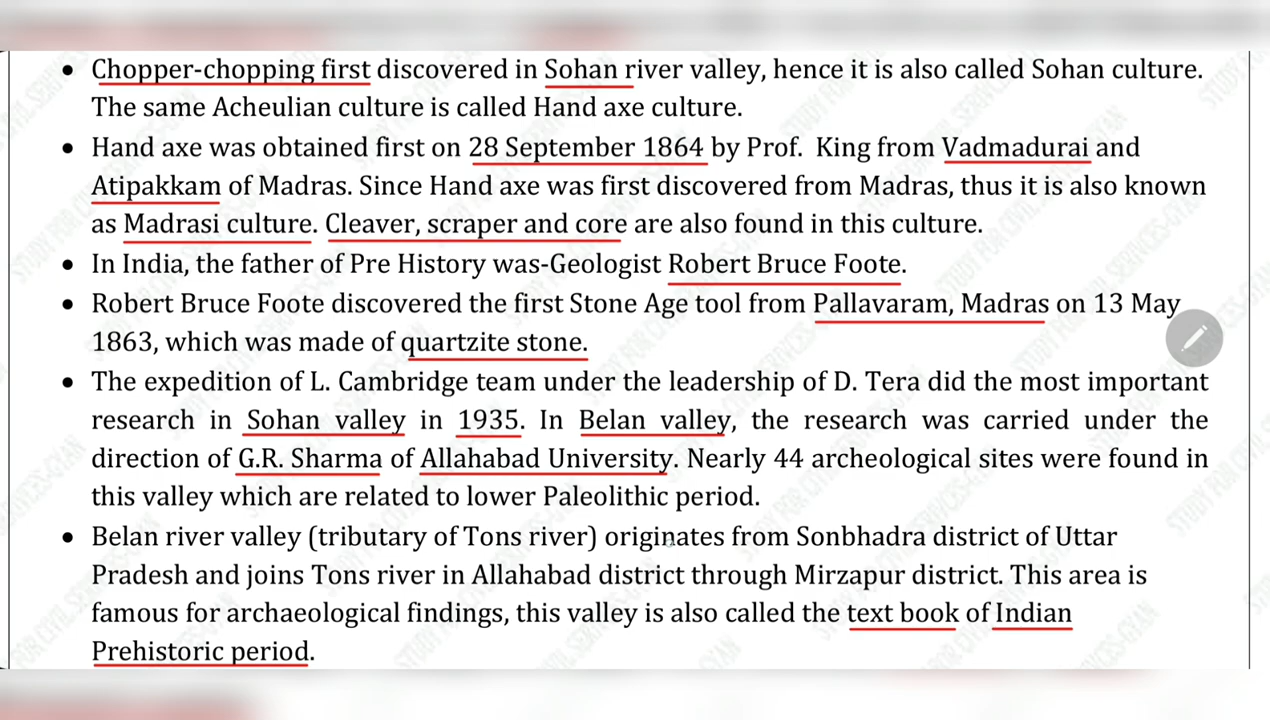 • Chopper-chopping first discovered in Sohan river valley, hence it is also called Sohan culture.
The same Acheulian culture is called Hand axe culture.
• Hand axe was obtained first on 28 September 1864 by Prof. King from Vadmadurai and
Atipakkam of Madras. Since Hand axe was first discovered from Madras, thus it is also known
as Madrasi culture. Cleaver, scraper and core are also found in this culture.
• In India, the father of Pre History was-Geologist Robert Bruce Foote.
• Robert Bruce Foote discovered the first Stone Age tool from Pallavaram, Madras on 13 May
1863, which was made of quartzite stone.
• The expedition of L. Cambridge team under the leadership of D. Tera did the most important
research in Sohan valley in 1935. In Belan valley, the research was carried under the
direction of G.R. Sharma of Allahabad University. Nearly 44 archeological sites were found in
this valley which are related to lower Paleolithic period.
• Belan river valley (tributary of Tons river) originates from Sonbhadra district of Uttar
Pradesh and joins Tons river in Allahabad district through Mirzapur district. This area is
famous for archaeological findings, this valley is also called the text book of Indian
Prehistoric period.